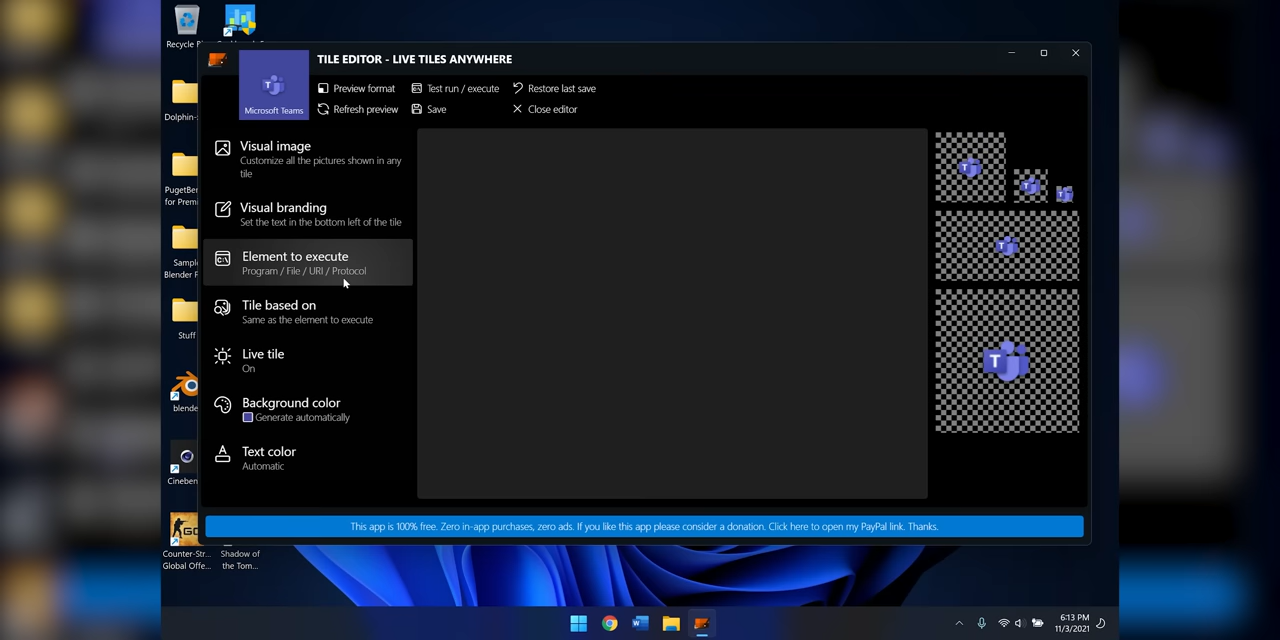 Recycle
TILE EDITOR - LIVE TILES ANYWHERE
Microsoft Teams
Preview format
Test run / execute
Restore last save
Refresh preview
Save
Close editor
Visual image
Customize all the pictures shown in any
tile
Visual branding
Set the text in the bottom left of the tile
Element to execute
Program / File / URI / Protocol
Tile based on
Same as the element to execute
Live tile
On
Background color
Generate automatically
Text color
Automatic
This app is 100% free. Zero in-app purchases, zero ads. If you like this app please consider a donation. Click here to open my PayPal link. Thanks.
Dolphin-
PugetBen
for Premi
Sampl
Blender F
Stuff
blende
Cineben
Counter-Str...
Global Offe...
Shadow of
the Tom...
6:13 PM
11/3/2021